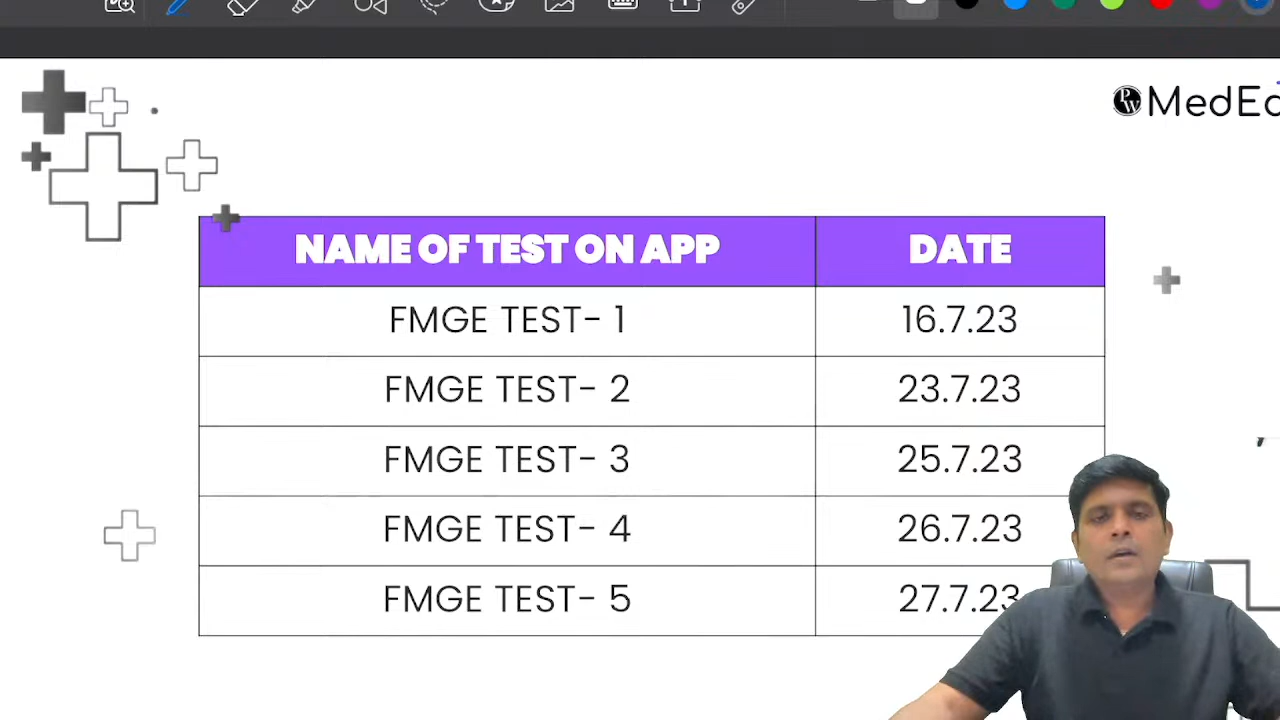 PW MedEd
NAME OF TEST ON APP DATE
FMGE TEST- 1 16.7.23
FMGE TEST- 2 23.7.23
FMGE TEST- 3 25.7.23
FMGE TEST- 4 26.7.23
FMGE TEST- 5 27.7.23